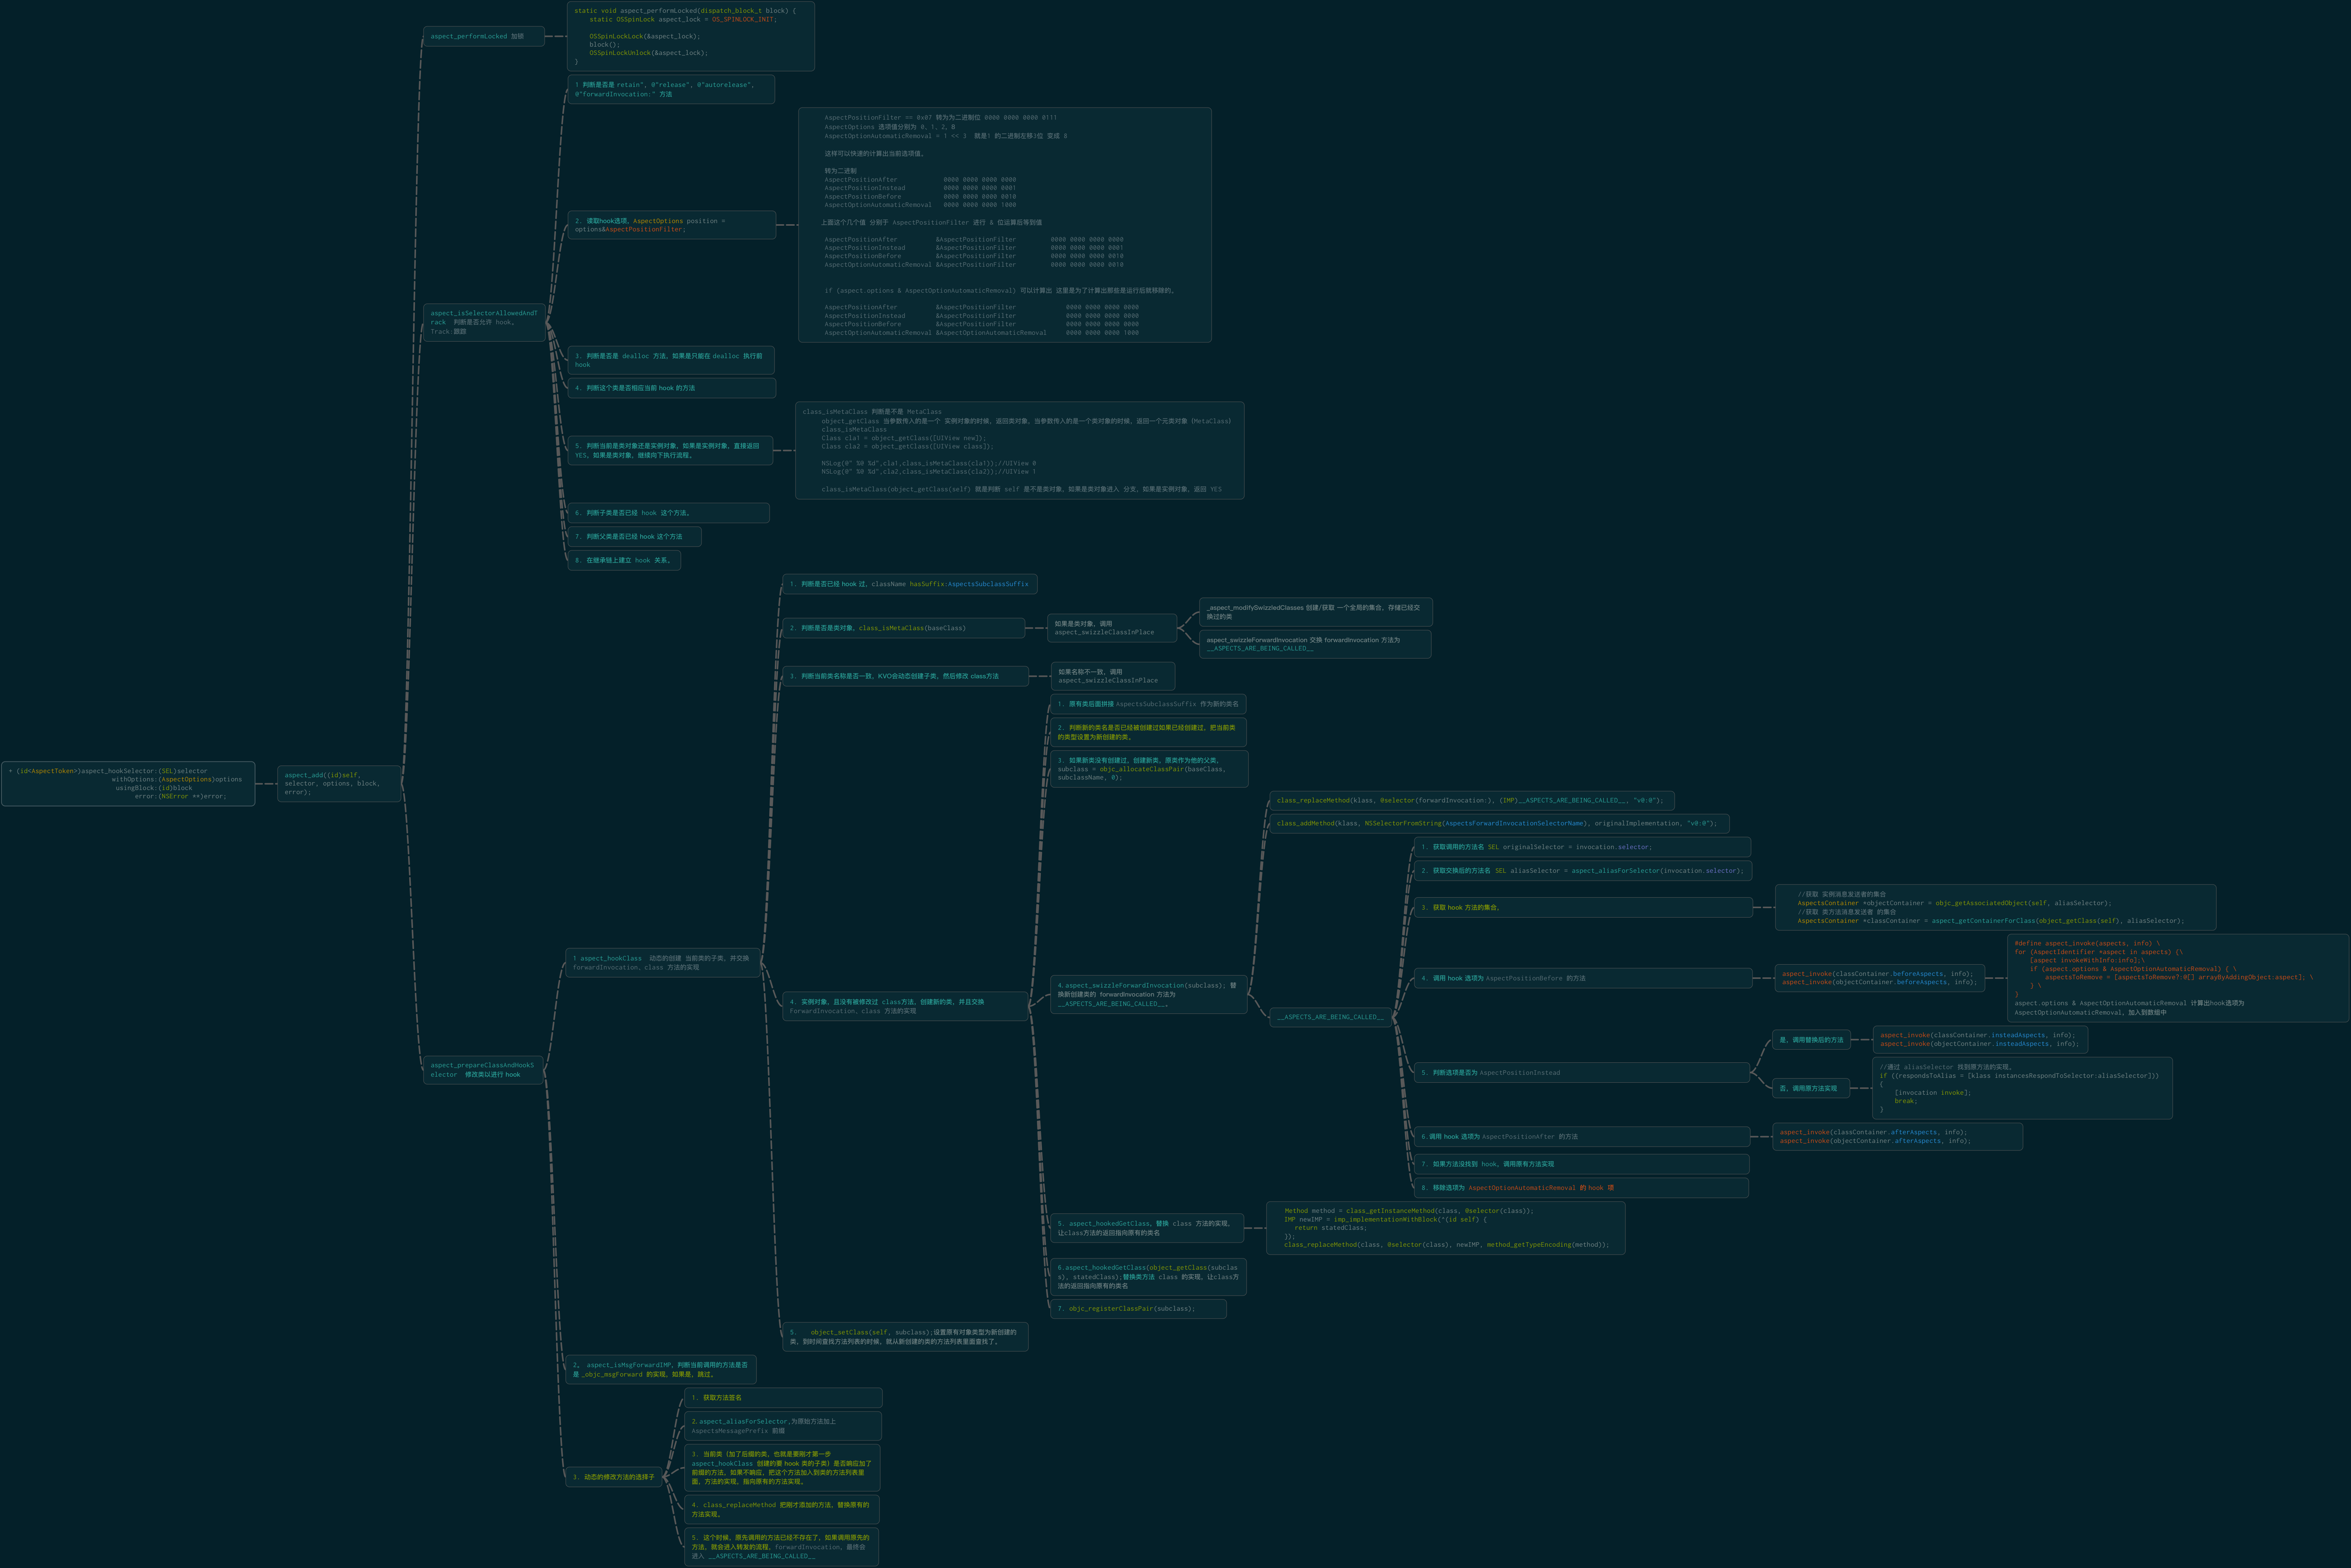 + (id<AspectToken>)aspect_hookSelector:(SEL)selector
withOptions:(AspectOptions)options
usingBlock:(id)block
error:(NSError **)error;
aspect_add((id)self,
selector, options, block,
error);
aspect_performLocked 加锁
static void aspect_performLocked(dispatch_block_t block) {
static OSSpinLock aspect_lock = OS_SPINLOCK_INIT;
OSSpinLockLock(&aspect_lock);
block();
OSSpinLockUnlock(&aspect_lock);
}
aspect_isSelectorAllowedAndT
rack 判断是否允许 hook，
Track:跟踪
1 判断是否是 retain", @"release", @"autorelease",
@"forwardInvocation:" 方法
2. 读取hook选项，AspectOptions position =
options&AspectPositionFilter;
AspectPositionFilter == 0x07 转为为二进制位 0000 0000 0000 0111
AspectOptions 选项值分别为 0，1，2，8
AspectOptionAutomaticRemoval = 1 << 3 就是1 的二进制左移3位 变成 8
这样可以快速的计算出当前选项值。
转为二进制
AspectPositionAfter 0000 0000 0000 0000
AspectPositionInstead 0000 0000 0000 0001
AspectPositionBefore 0000 0000 0000 0010
AspectOptionAutomaticRemoval 0000 0000 0000 1000
上面这个几个值 分别于 AspectPositionFilter 进行 & 位运算后等到值
AspectPositionAfter &AspectPositionFilter 0000 0000 0000 0000
AspectPositionInstead &AspectPositionFilter 0000 0000 0000 0001
AspectPositionBefore &AspectPositionFilter 0000 0000 0000 0010
AspectOptionAutomaticRemoval &AspectPositionFilter 0000 0000 0000 0010
if (aspect.options & AspectOptionAutomaticRemoval) 可以计算出 这里是为了计算出那些是运行后就移除的。
AspectPositionAfter &AspectPositionFilter 0000 0000 0000 0000
AspectPositionInstead &AspectPositionFilter 0000 0000 0000 0000
AspectPositionBefore &AspectPositionFilter 0000 0000 0000 0000
AspectOptionAutomaticRemoval &AspectOptionAutomaticRemoval 0000 0000 0000 1000
3. 判断是否是 dealloc 方法，如果是只能在 dealloc 执行前
hook
4. 判断这个类是否相应当前 hook 的方法
5. 判断当前是类对象还是实例对象，如果是实例对象，直接返回
YES，如果是类对象，继续向下执行流程。
class_isMetaClass 判断是不是 MetaClass
object_getClass 当参数传入的是一个 实例对象的时候，返回类对象，当参数传人的是一个类对象的时候，返回一个元类对象（MetaClass）
class_isMetaClass
Class cla1 = object_getClass([UIView new]);
Class cla2 = object_getClass([UIView class]);
NSLog(@" %@ %d",cla1,class_isMetaClass(cla1));//UIView 0
NSLog(@" %@ %d",cla2,class_isMetaClass(cla2));//UIView 1
class_isMetaClass(object_getClass(self) 就是判断 self 是不是类对象，如果是类对象进入 分支，如果是实例对象，返回 YES
6. 判断子类是否已经 hook 这个方法。
7. 判断父类是否已经 hook 这个方法
8. 在继承链上建立 hook 关系。
aspect_prepareClassAndHookS
elector 修改类以进行 hook
1 aspect_hookClass 动态的创建 当前类的子类，并交换
forwardInvocation，class 方法的实现
1. 判断是否已经 hook 过，className hasSuffix:AspectsSubclassSuffix
2. 判断是否是类对象，class_isMetaClass(baseClass)
如果是类对象，调用
aspect_swizzleClassInPlace
_aspect_modifySwizzledClasses 创建/获取 一个全局的集合，存储已经交
换过的类
aspect_swizzleForwardInvocation 交换 forwardInvocation 方法为
__ASPECTS_ARE_BEING_CALLED__
3. 判断当前类名称是否一致，KVO会动态创建子类，然后修改 class方法
如果名称不一致，调用
aspect_swizzleClassInPlace
4. 实例对象，且没有被修改过 class方法，创建新的类，并且交换
ForwardInvocation，class 方法的实现
1. 原有类后面拼接 AspectsSubclassSuffix 作为新的类名
2. 判断新的类名是否已经被创建过如果已经创建过，把当前类
的类型设置为新创建的类。
3. 如果新类没有创建过，创建新类，原类作为他的父类，
subclass = objc_allocateClassPair(baseClass,
subclassName, 0);
4.aspect_swizzleForwardInvocation(subclass); 替
换新创建类的 forwardInvocation 方法为
__ASPECTS_ARE_BEING_CALLED__。
class_replaceMethod(klass, @selector(forwardInvocation:), (IMP)__ASPECTS_ARE_BEING_CALLED__, "v@:@");
class_addMethod(klass, NSSelectorFromString(AspectsForwardInvocationSelectorName), originalImplementation, "v@:@");
__ASPECTS_ARE_BEING_CALLED__
1. 获取调用的方法名 SEL originalSelector = invocation.selector;
2. 获取交换后的方法名 SEL aliasSelector = aspect_aliasForSelector(invocation.selector);
3. 获取 hook 方法的集合，
//获取 实例消息发送者的集合
AspectsContainer *objectContainer = objc_getAssociatedObject(self, aliasSelector);
//获取 类方法消息发送者 的集合
AspectsContainer *classContainer = aspect_getContainerForClass(object_getClass(self), aliasSelector);
4. 调用 hook 选项为 AspectPositionBefore 的方法
aspect_invoke(classContainer.beforeAspects, info);
aspect_invoke(objectContainer.beforeAspects, info);
#define aspect_invoke(aspects, info) \
for (AspectIdentifier *aspect in aspects) {\
[aspect invokeWithInfo:info];\
if (aspect.options & AspectOptionAutomaticRemoval) { \
aspectsToRemove = [aspectsToRemove?:@[] arrayByAddingObject:aspect]; \
} \
}
aspect.options & AspectOptionAutomaticRemoval 计算出hook选项为
AspectOptionAutomaticRemoval，加入到数组中
5. 判断选项是否为 AspectPositionInstead
是，调用替换后的方法
aspect_invoke(classContainer.insteadAspects, info);
aspect_invoke(objectContainer.insteadAspects, info);
否，调用原方法实现
//通过 aliasSelector 找到原方法的实现。
if ((respondsToAlias = [klass instancesRespondToSelector:aliasSelector]))
{
[invocation invoke];
break;
}
6.调用 hook 选项为 AspectPositionAfter 的方法
aspect_invoke(classContainer.afterAspects, info);
aspect_invoke(objectContainer.afterAspects, info);
7. 如果方法没找到 hook，调用原有方法实现
8. 移除选项为 AspectOptionAutomaticRemoval 的 hook 项
5. aspect_hookedGetClass，替换 class 方法的实现，
让class方法的返回指向原有的类名
Method method = class_getInstanceMethod(class, @selector(class));
IMP newIMP = imp_implementationWithBlock(^(id self) {
return statedClass;
});
class_replaceMethod(class, @selector(class), newIMP, method_getTypeEncoding(method));
6.aspect_hookedGetClass(object_getClass(subclas
s), statedClass);替换类方法 class 的实现，让class方
法的返回指向原有的类名
7. objc_registerClassPair(subclass);
5. object_setClass(self, subclass);设置原有对象类型为新创建的
类，到时间查找方法列表的时候，就从新创建的类的方法列表里面查找了。
2。 aspect_isMsgForwardIMP，判断当前调用的方法是否
是 _objc_msgForward 的实现，如果是，跳过。
3. 动态的修改方法的选择子
1. 获取方法签名
2.aspect_aliasForSelector,为原始方法加上
AspectsMessagePrefix 前缀
3. 当前类（加了后缀的类，也就是要刚才第一步
aspect_hookClass 创建的要 hook 类的子类）是否响应加了
前缀的方法，如果不响应，把这个方法加入到类的方法列表里
面，方法的实现，指向原有的方法实现。
4. class_replaceMethod 把刚才添加的方法，替换原有的
方法实现。
5. 这个时候，原先调用的方法已经不存在了，如果调用原先的
方法，就会进入转发的流程，forwardInvocation，最终会
进入 __ASPECTS_ARE_BEING_CALLED__